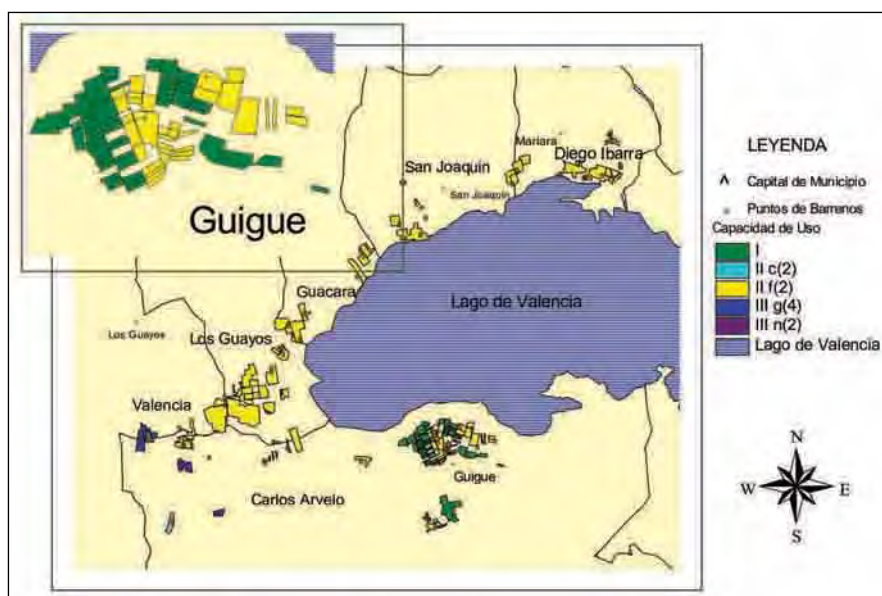 Guigue
San Joaquin
Mariara
Diego Ibarra
San Joaquin
Guacara
Lago de Valencia
Los Guayos
Los Guayos
Valencia
Guigue
Carlos Arvelo
LEYENDA
Capital de Municipio
Puntos de Barrenos
Capacidad de Uso
I
II c(2)
II f(2)
III g(4)
III n(2)
Lago de Valencia
N
W
E
S